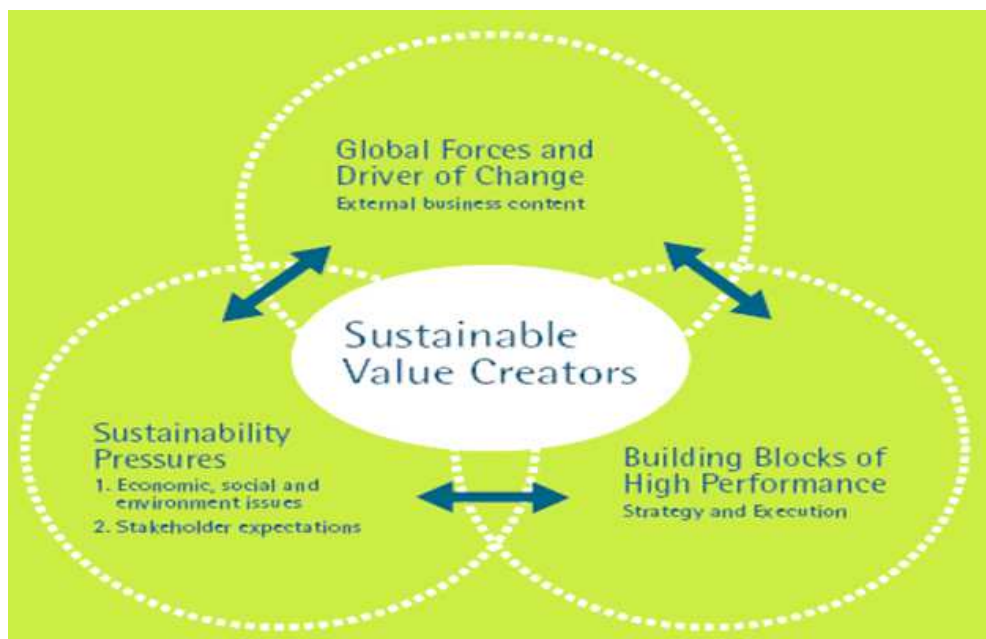 Global Forces and
Driver of Change
External business content
Sustainable
Value Creators
Sustainability
Pressures
1. Economic, social and
environment issues
2. Stakeholder expectations
Building Blocks of
High Performance
Strategy and Execution